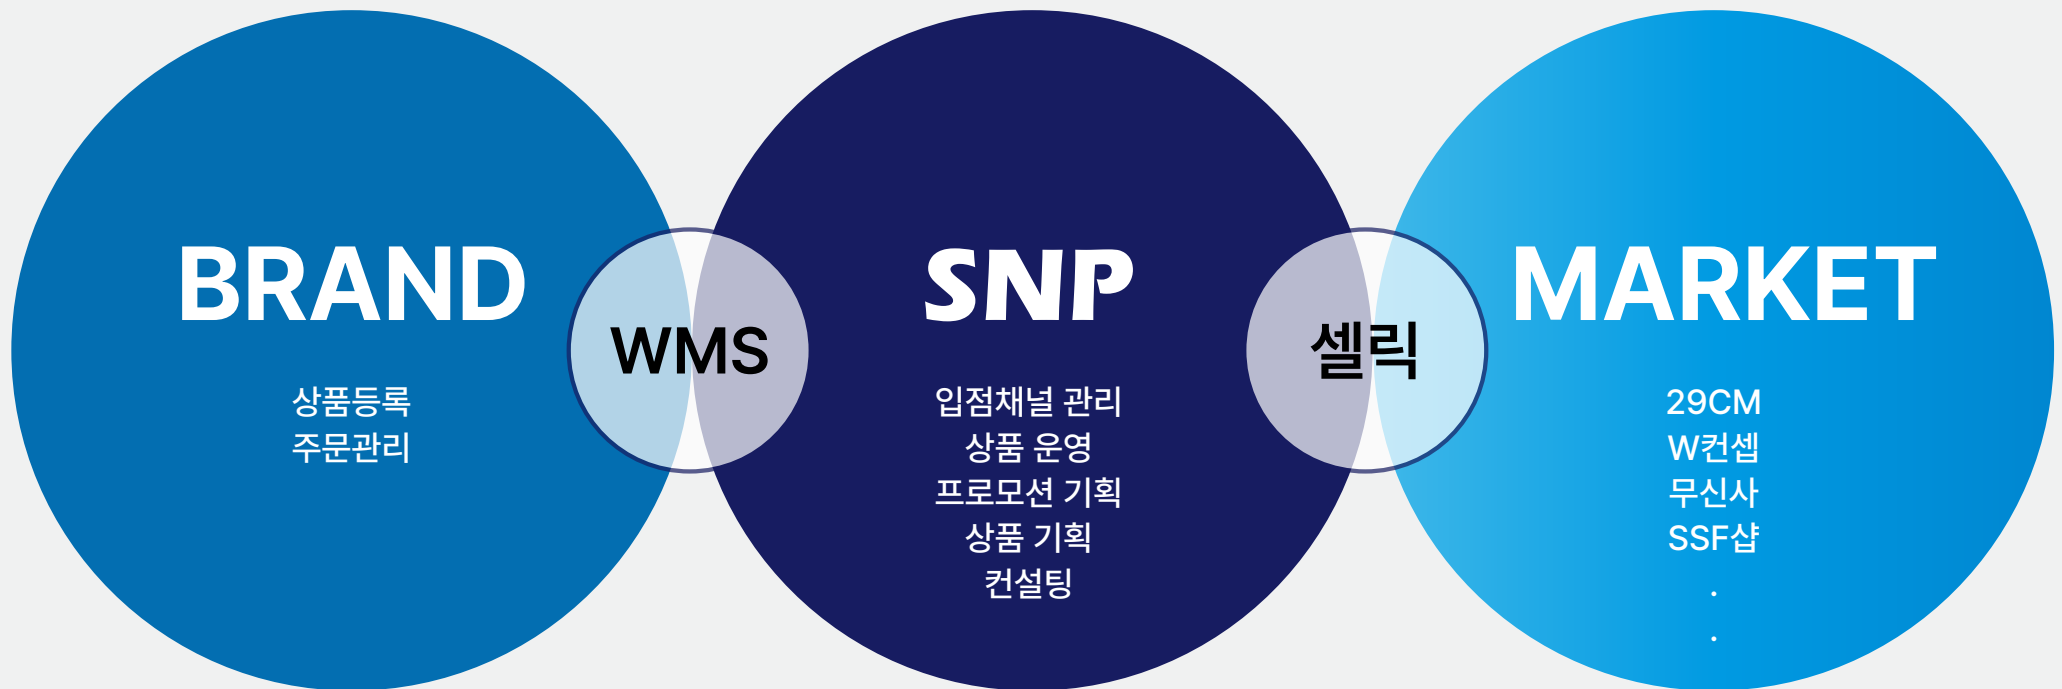 BRAND
상품등록
주문관리
WMS
SNP
입점채널 관리
상품 운영
프로모션 기획
상품 기획
컨설팅
셀릭
MARKET
29CM
W컨셉
무신사
SSF샵
.
.